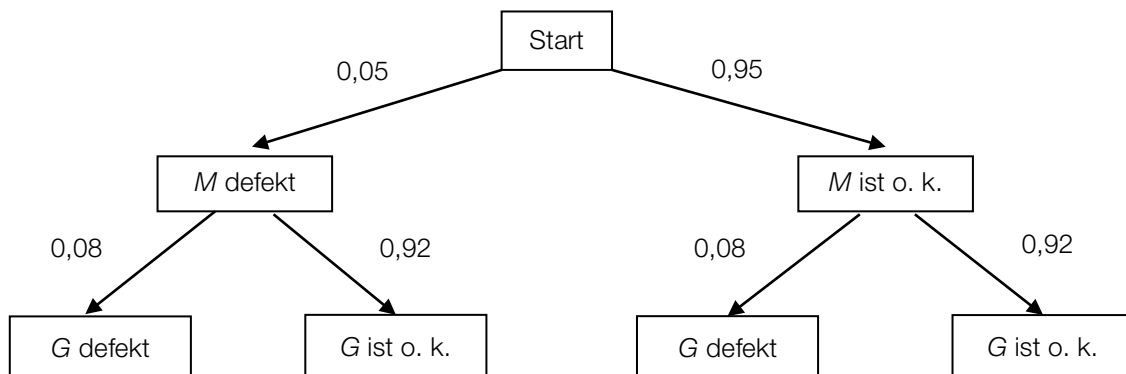 Start
0,05
0,95
M defekt
M ist o. k.
0,08
0,92
0,08
0,92
G defekt
G ist o. k.
G defekt
G ist o. k.